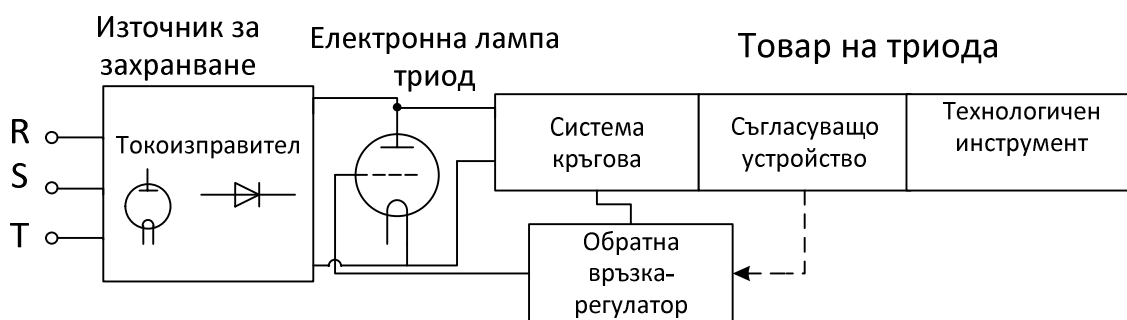 Източник за
захранване
Електронна лампа
триод
Товар на триода
R
S
T
Токоизправител
Система
кръгова
Съгласуващо
устройство
Технологичен
инструмент
Обратна
връзка-
регулатор